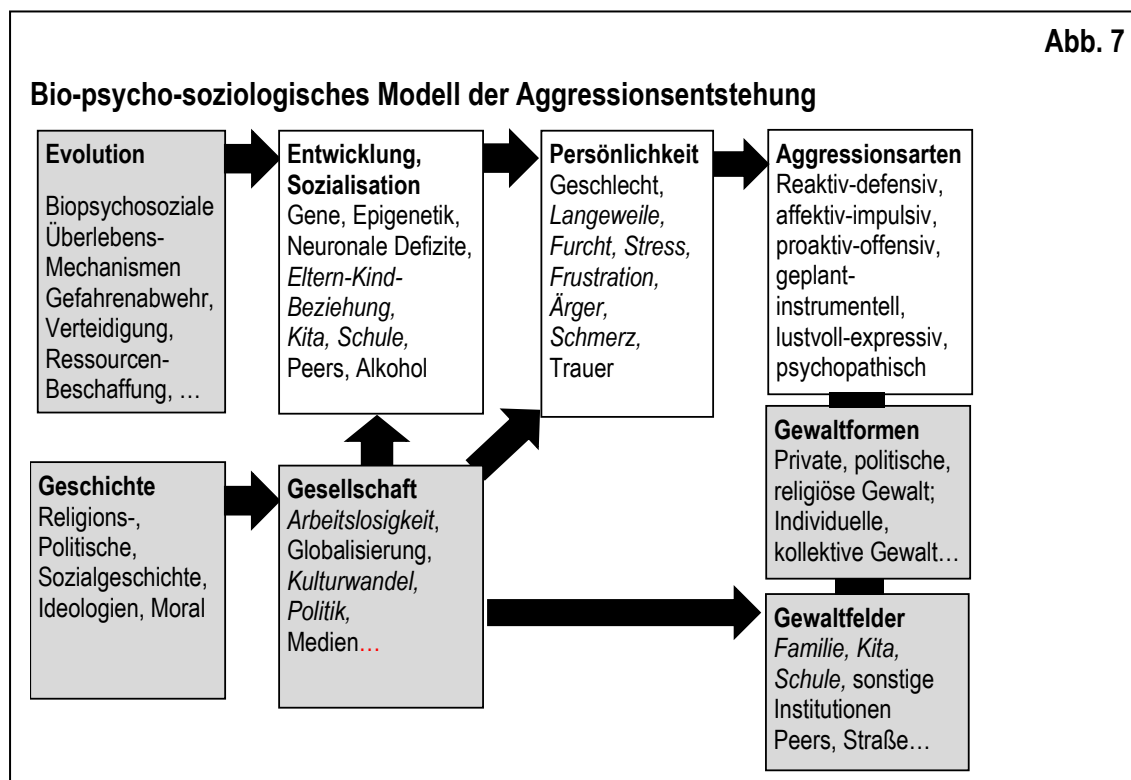 Abb. 7
Bio-psycho-soziologisches Modell der Aggressionsentstehung
Evolution
Biopsychosoziale
Überlebens-
Mechanismen
Gefahrenabwehr,
Verteidigung,
Ressourcen-
Beschaffung, …
Entwicklung,
Sozialisation
Gene, Epigenetik,
Neuronale Defizite,
Eltern-Kind-
Beziehung,
Kita, Schule,
Peers, Alkohol
Persönlichkeit
Geschlecht,
Langeweile,
Furcht, Stress,
Frustration,
Ärger,
Schmerz,
Trauer
Aggressionsarten
Reaktiv-defensiv,
affektiv-impulsiv,
proaktiv-offensiv,
geplant-
instrumentell,
lustvoll-expressiv,
psychopathisch
Geschichte
Religions-,
Politische,
Sozialgeschichte,
Ideologien, Moral
Gesellschaft
Arbeitslosigkeit,
Globalisierung,
Kulturwandel,
Politik,
Medien…
Gewaltformen
Private, politische,
religiöse Gewalt;
Individuelle,
kollektive Gewalt…
Gewaltfelder
Familie, Kita,
Schule, sonstige
Institutionen
Peers, Straße…